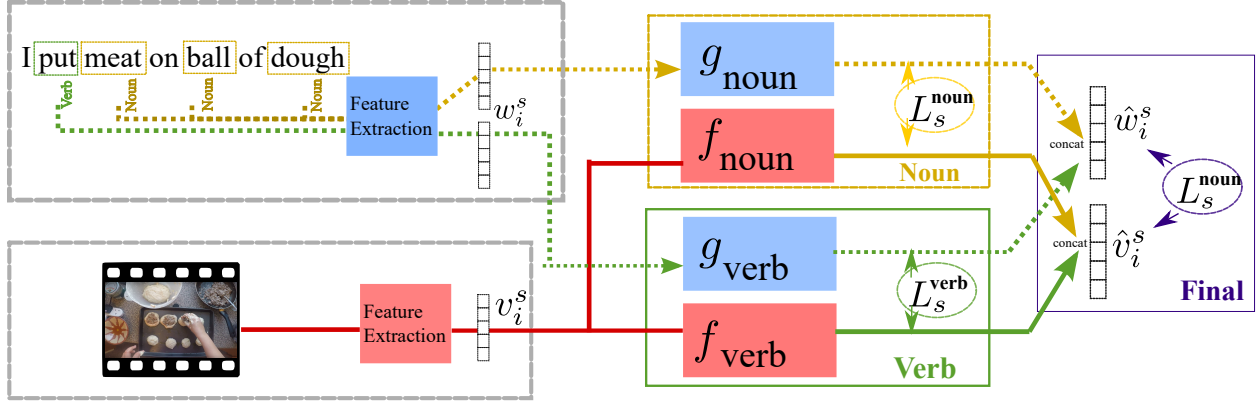 I put meat on ball of dough
Verb
Noun
Noun
Noun
Feature
Extraction
w_i^s
g_noun
f_noun
L_s^noun
Noun
g_verb
f_verb
L_s^verb
Verb
Feature
Extraction
v_i^s
concat
ŵ_i^s
concat
v̂_i^s
L_s^noun
Final